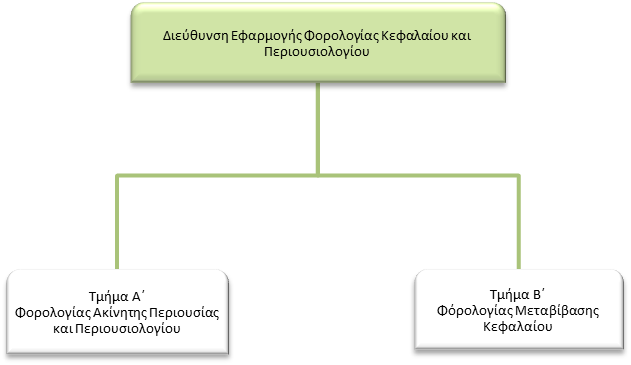 Διεύθυνση Εφαρμογής Φορολογίας Κεφαλαίου και
Περιουσιολογίου
Τμήμα Α΄
Φορολογίας Ακίνητης Περιουσίας
και Περιουσιολογίου
Τμήμα Β΄
Φόρολογίας Μεταβίβασης
Κεφαλαίου